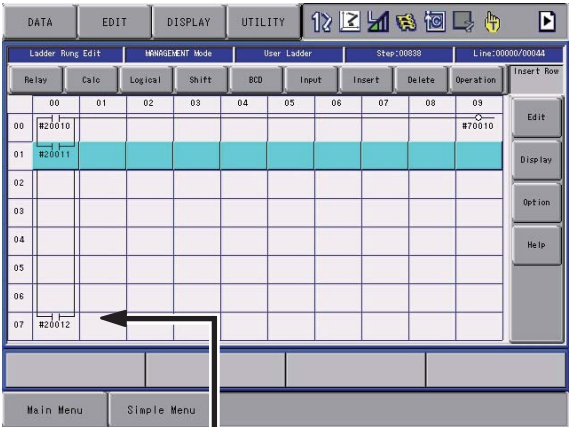 DATA EDIT DISPLAY UTILITY
Ladder Rung Edit MANAGEMENT Mode User Ladder Step:00838 Line:0000/00044
Relay Calc Logical Shift BCD Input Insert Delete Operation Insert Row
00 01 02 03 04 05 06 07 08 09
00 #20010 #70010 Edit
01 #20011 Display
02
03 Option
04 Help
05
06
07 #20012
Main Menu Simple Menu